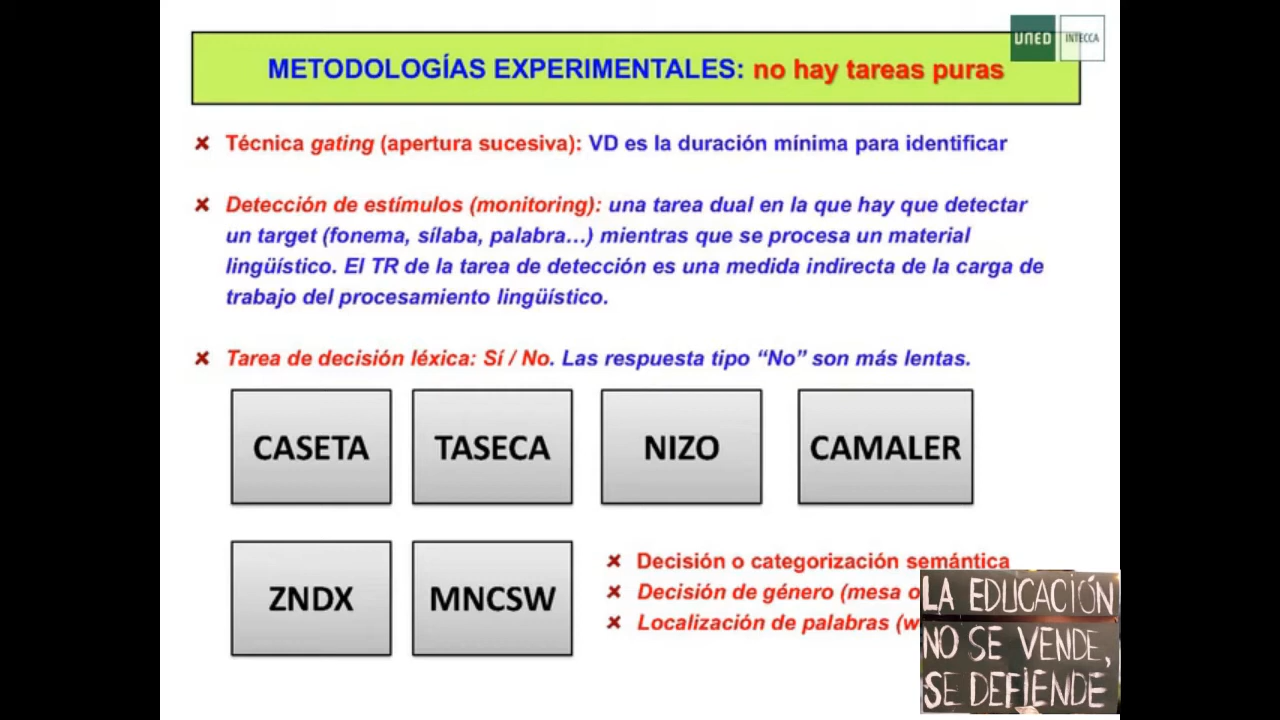 UNED
INTECCA
METODOLOGÍAS EXPERIMENTALES: no hay tareas puras
Técnica gating (apertura sucesiva): VD es la duración mínima para identificar
Detección de estímulos (monitoring): una tarea dual en la que hay que detectar
un target (fonema, sílaba, palabra…) mientras que se procesa un material
lingüístico. El TR de la tarea de detección es una medida indirecta de la carga de
trabajo del procesamiento lingüístico.
Tarea de decisión léxica: Sí / No. Las respuesta tipo “No” son más lentas.
CASETA TASECA NIZO CAMALER
ZNDX MNCSW
Decisión o categorización semántica
Decisión de género (mesa o
Localización de palabras (w
LA EDUCACIÓN
NO SE VENDE,
SE DEFIENDE